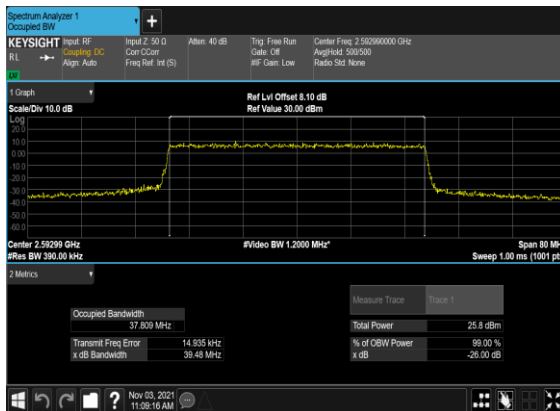 Spectrum Analyzer 1
Occupied BW
KEYSIGHT
RL
Input: RF
Coupling: DC
Align: Auto
Input Z: 50 Ω
Corr CCorr
Freq Ref: Int (S)
Atten: 40 dB
Trig: Free Run
Gate: Off
#IF Gain: Low
Center Freq: 2.592990000 GHz
Avg|Hold: 500/500
Radio Std: None
1 Graph
Scale/Div 10.0 dB
Ref Lvl Offset 8.10 dB
Ref Value 30.00 dBm
Log
20.0
10.0
0.00
-10.0
-20.0
-30.0
-40.0
-50.0
-60.0
Center 2.59299 GHz
#Res BW 390.00 kHz
#Video BW 1.2000 MHz*
Span 80 MH
Sweep 1.00 ms (1001 pts
2 Metrics
Measure Trace Trace 1
Occupied Bandwidth
37.809 MHz
Total Power 25.8 dBm
Transmit Freq Error 14.935 kHz
% of OBW Power 99.00 %
x dB Bandwidth 39.48 MHz
x dB -26.00 dB
Nov 03, 2021
11:09:16 AM